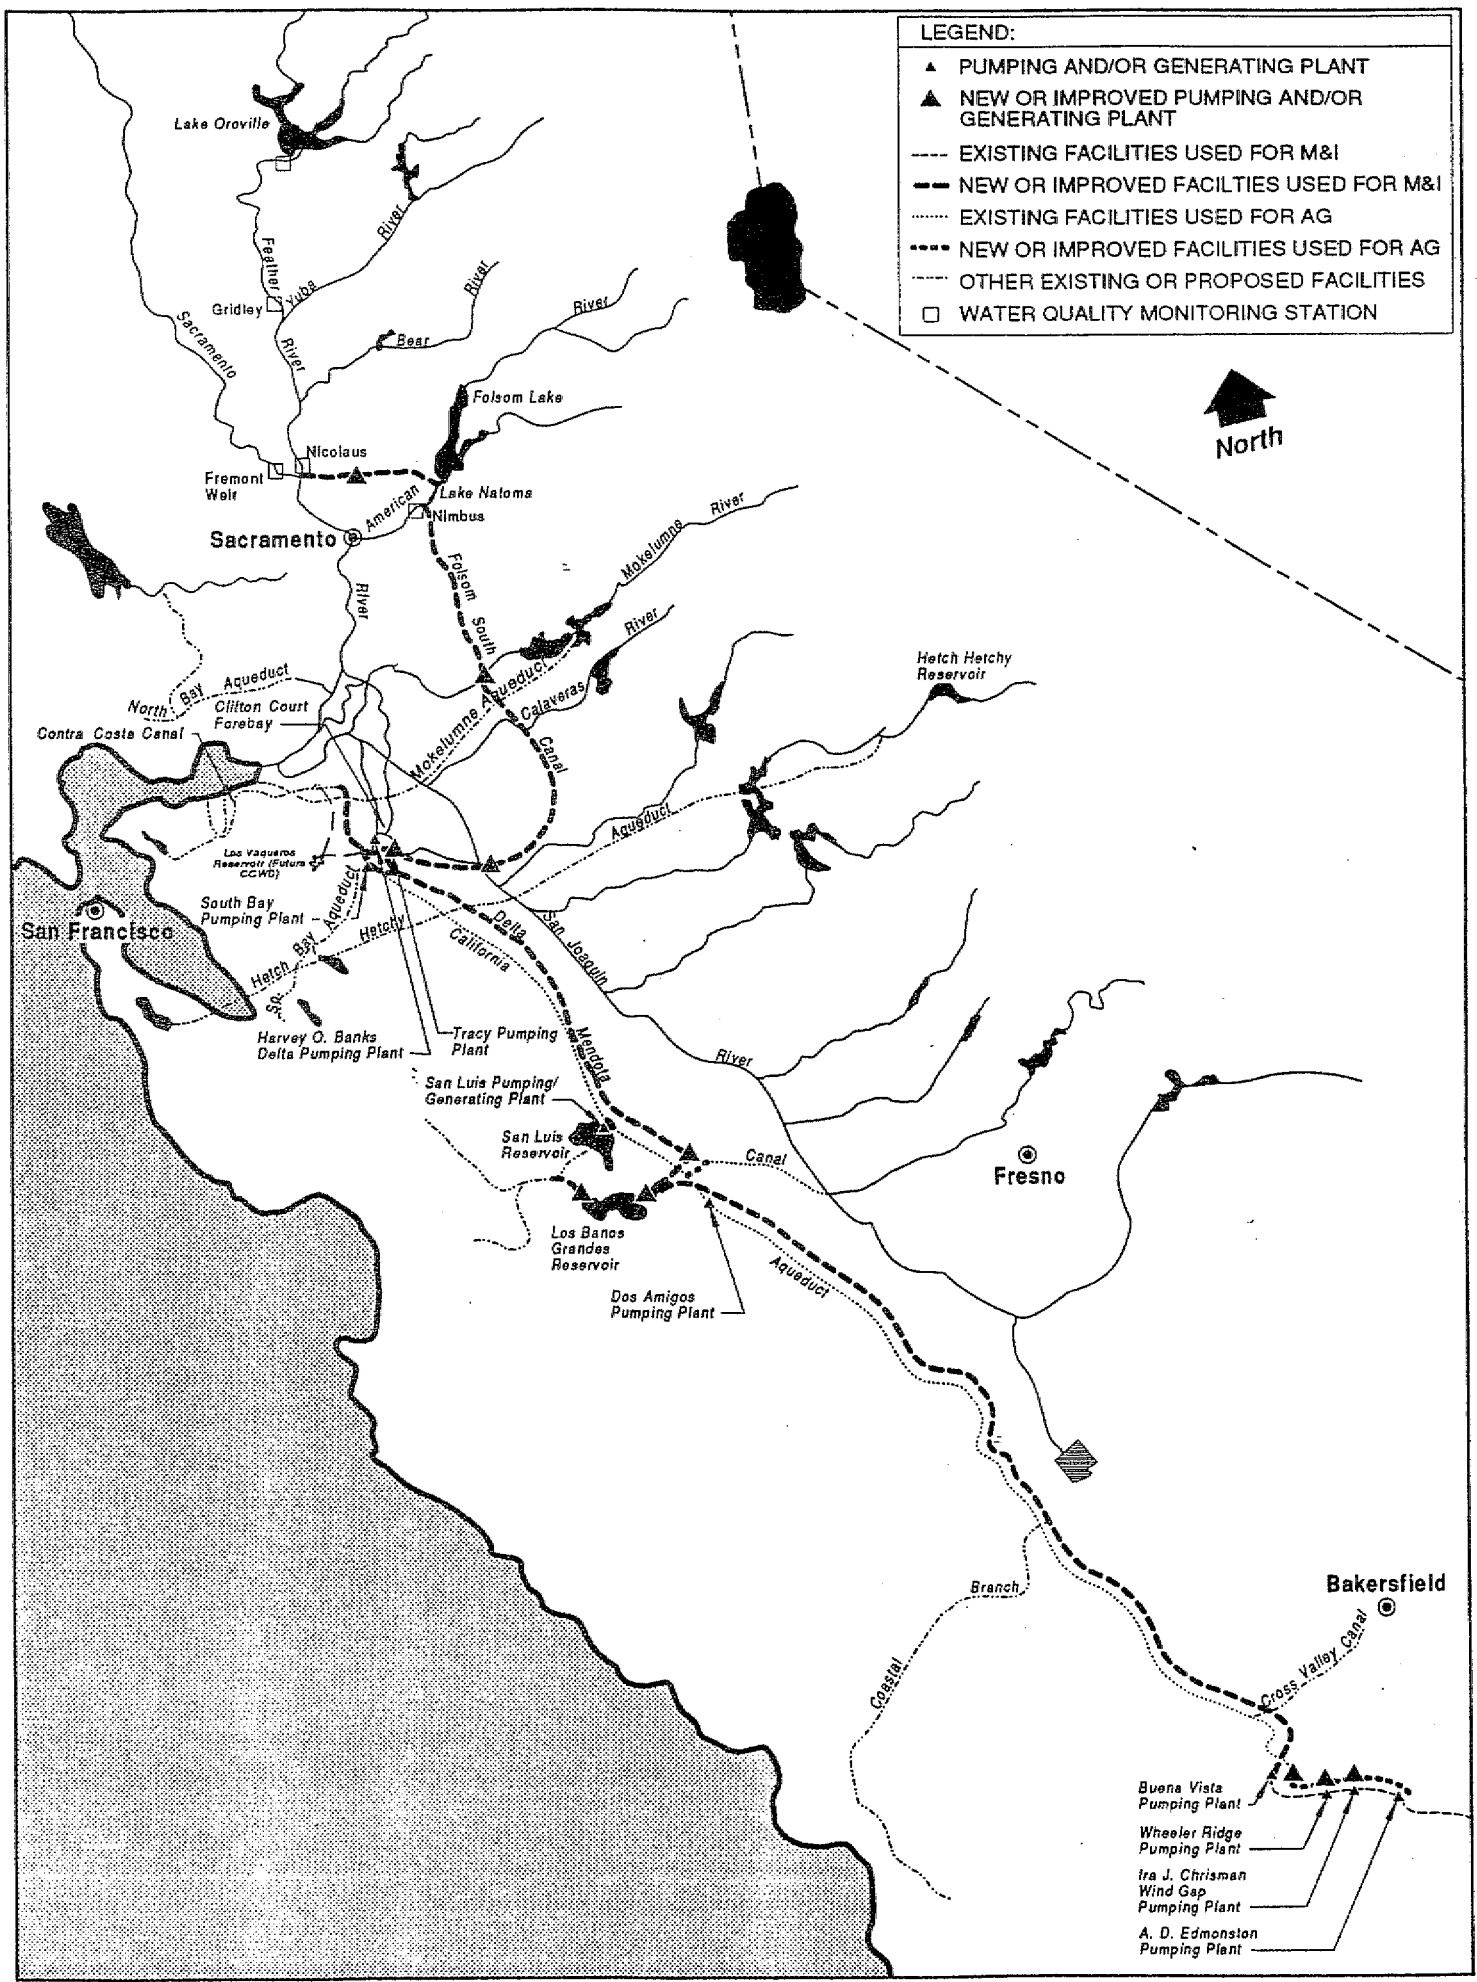 LEGEND:
PUMPING AND/OR GENERATING PLANT
NEW OR IMPROVED PUMPING AND/OR
GENERATING PLANT
EXISTING FACILITIES USED FOR M&I
NEW OR IMPROVED FACILTIES USED FOR M&I
EXISTING FACILITIES USED FOR AG
NEW OR IMPROVED FACILITIES USED FOR AG
OTHER EXISTING OR PROPOSED FACILITIES
WATER QUALITY MONITORING STATION
North
Lake Oroville
Feather
River
Yuba
River
Gridley
Sacramento
River
Bear
River
River
Folsom Lake
Nicolaus
Fremont
Weir
American
Lake Natoma
Nimbus
Sacramento
Folsom
South
Canal
Mokelumne
River
River
Calaveras
Mokelumne Aqueduct
North Bay Aqueduct
Clifton Court
Forebay
Contra Costa Canal
Hetch Hetchy
Reservoir
Los Vaqueros
Reservoir (Future
CCWD)
South Bay
Pumping Plant
San Francisco
So. Bay Aqueduct
Hetch Hetchy Aqueduct
Delta
Mendota
Canal
California
Aqueduct
San Joaquin
River
Harvey O. Banks
Delta Pumping Plant
Tracy Pumping
Plant
San Luis Pumping/
Generating Plant
San Luis
Reservoir
Los Banos
Grandes
Reservoir
Dos Amigos
Pumping Plant
Fresno
Coastal
Branch
Bakersfield
Cross Valley Canal
Buena Vista
Pumping Plant
Wheeler Ridge
Pumping Plant
Ira J. Chrisman
Wind Gap
Pumping Plant
A. D. Edmonston
Pumping Plant